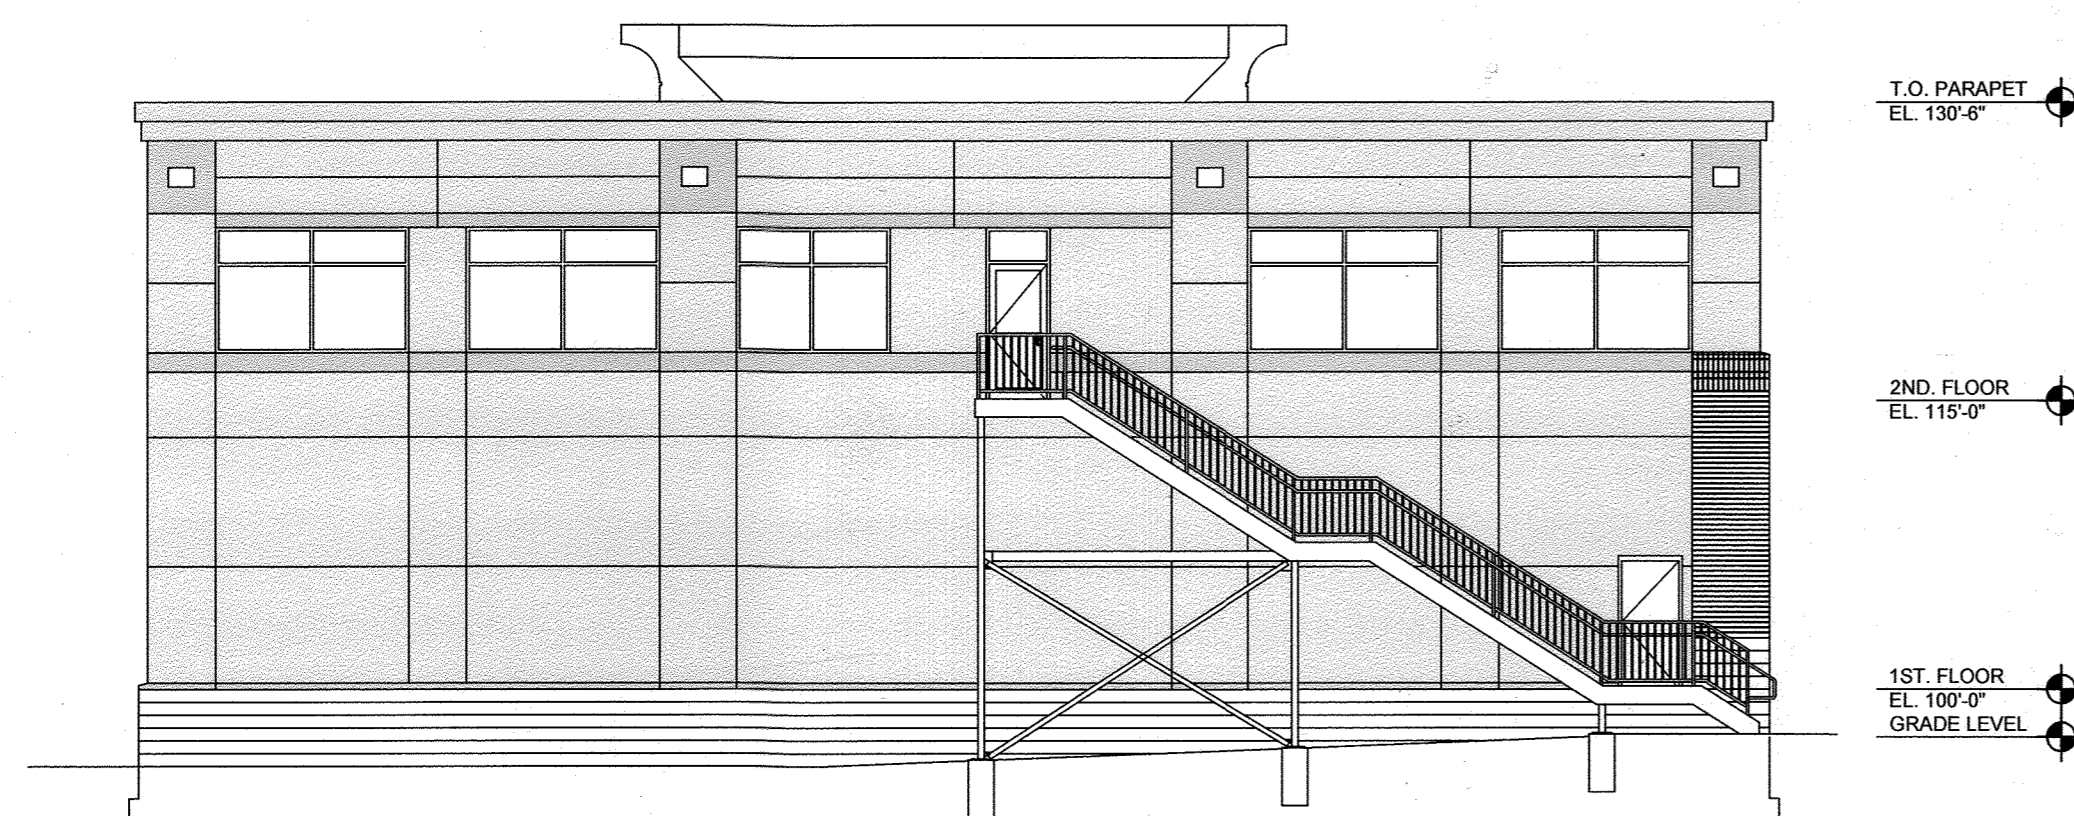 T.O. PARAPET
EL. 130'-6"
2ND. FLOOR
EL. 115'-0"
1ST. FLOOR
EL. 100'-0"
GRADE LEVEL